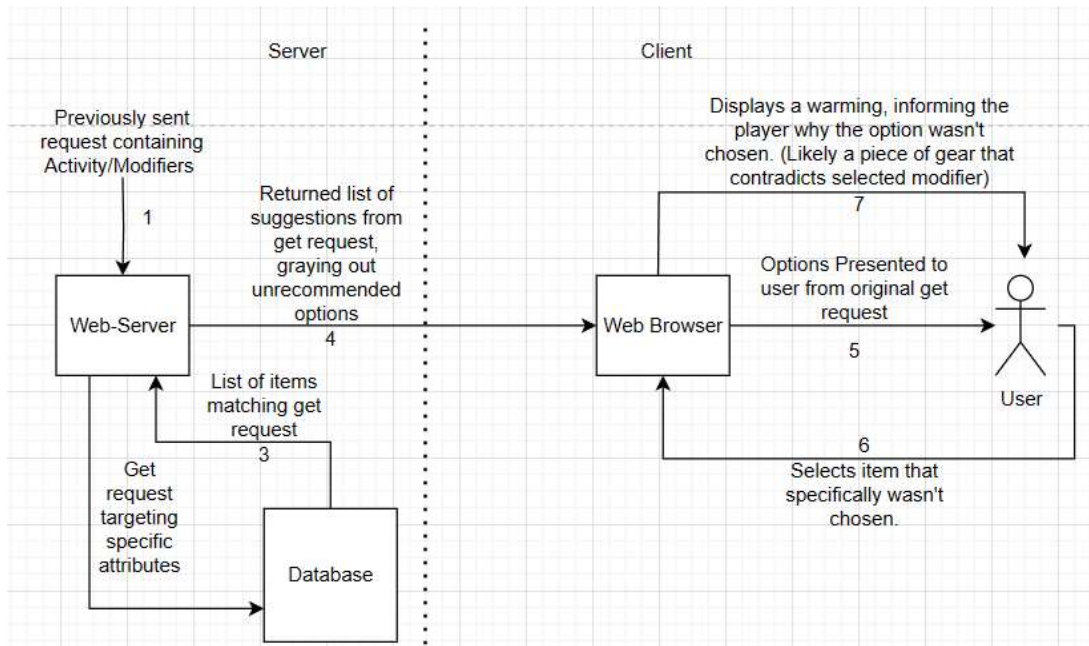 Server
Client
Previously sent
request containing
Activity/Modifiers
1
Returned list of
suggestions from
get request,
graying out
unrecommended
options
4
Displays a warming, informing the
player why the option wasn't
chosen. (Likely a piece of gear that
contradicts selected modifier)
7
Options Presented to
user from original get
request
5
Web-Server
Web Browser
User
List of items
matching get
request
3
6
Selects item that
specifically wasn't
chosen.
Get
request
targeting
specific
attributes
Database